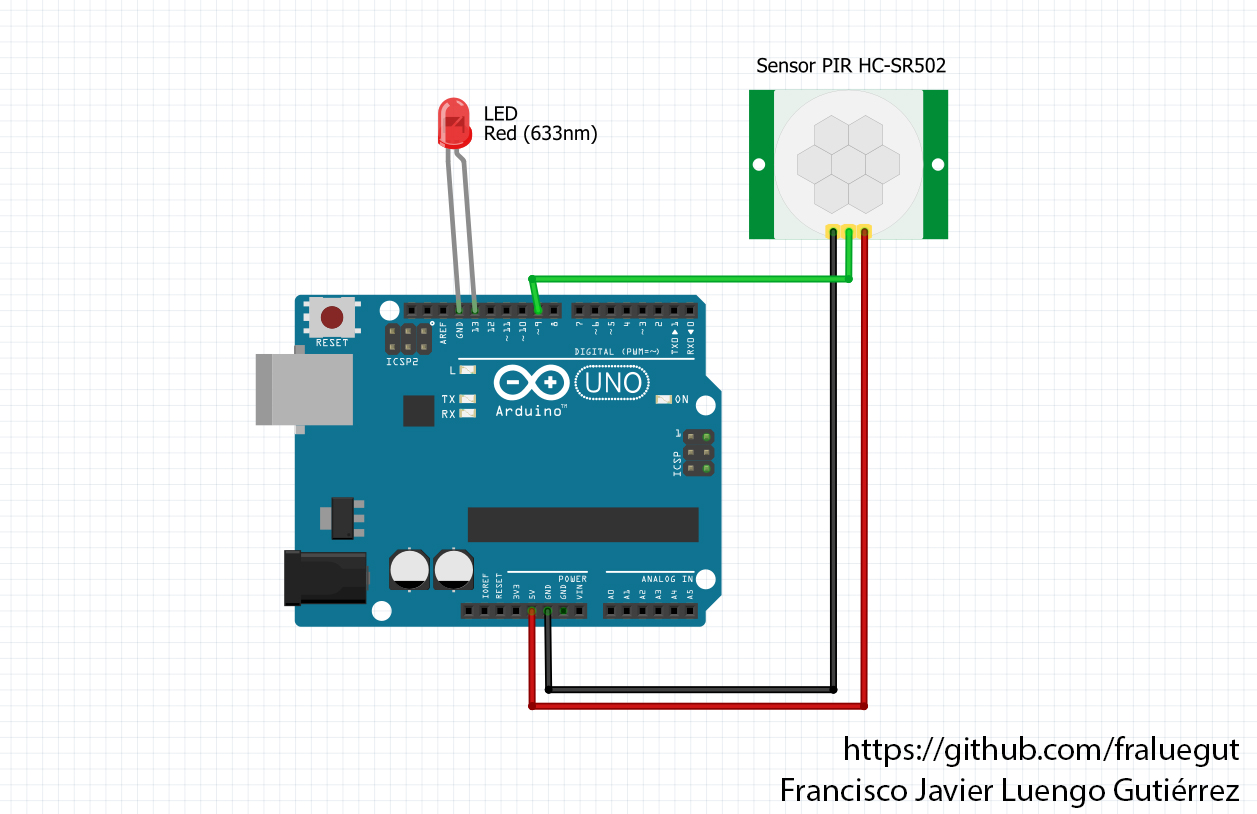 Sensor PIR HC-SR502
LED
Red (633nm)
RESET
ICSP2
AREF
GND
13
12
~11
~10
~9
8
7
~6
~5
4
~3
2
TX0▶1
RX0◀0
DIGITAL (PWM=~)
L
TX
RX
UNO
Arduino™
ON
1
ICSP
IOREF
RESET
3V3
5V
GND
GND
VIN
POWER
ANALOG IN
A0
A1
A2
A3
A4
A5
https://github.com/fraluegut
Francisco Javier Luengo Gutiérrez